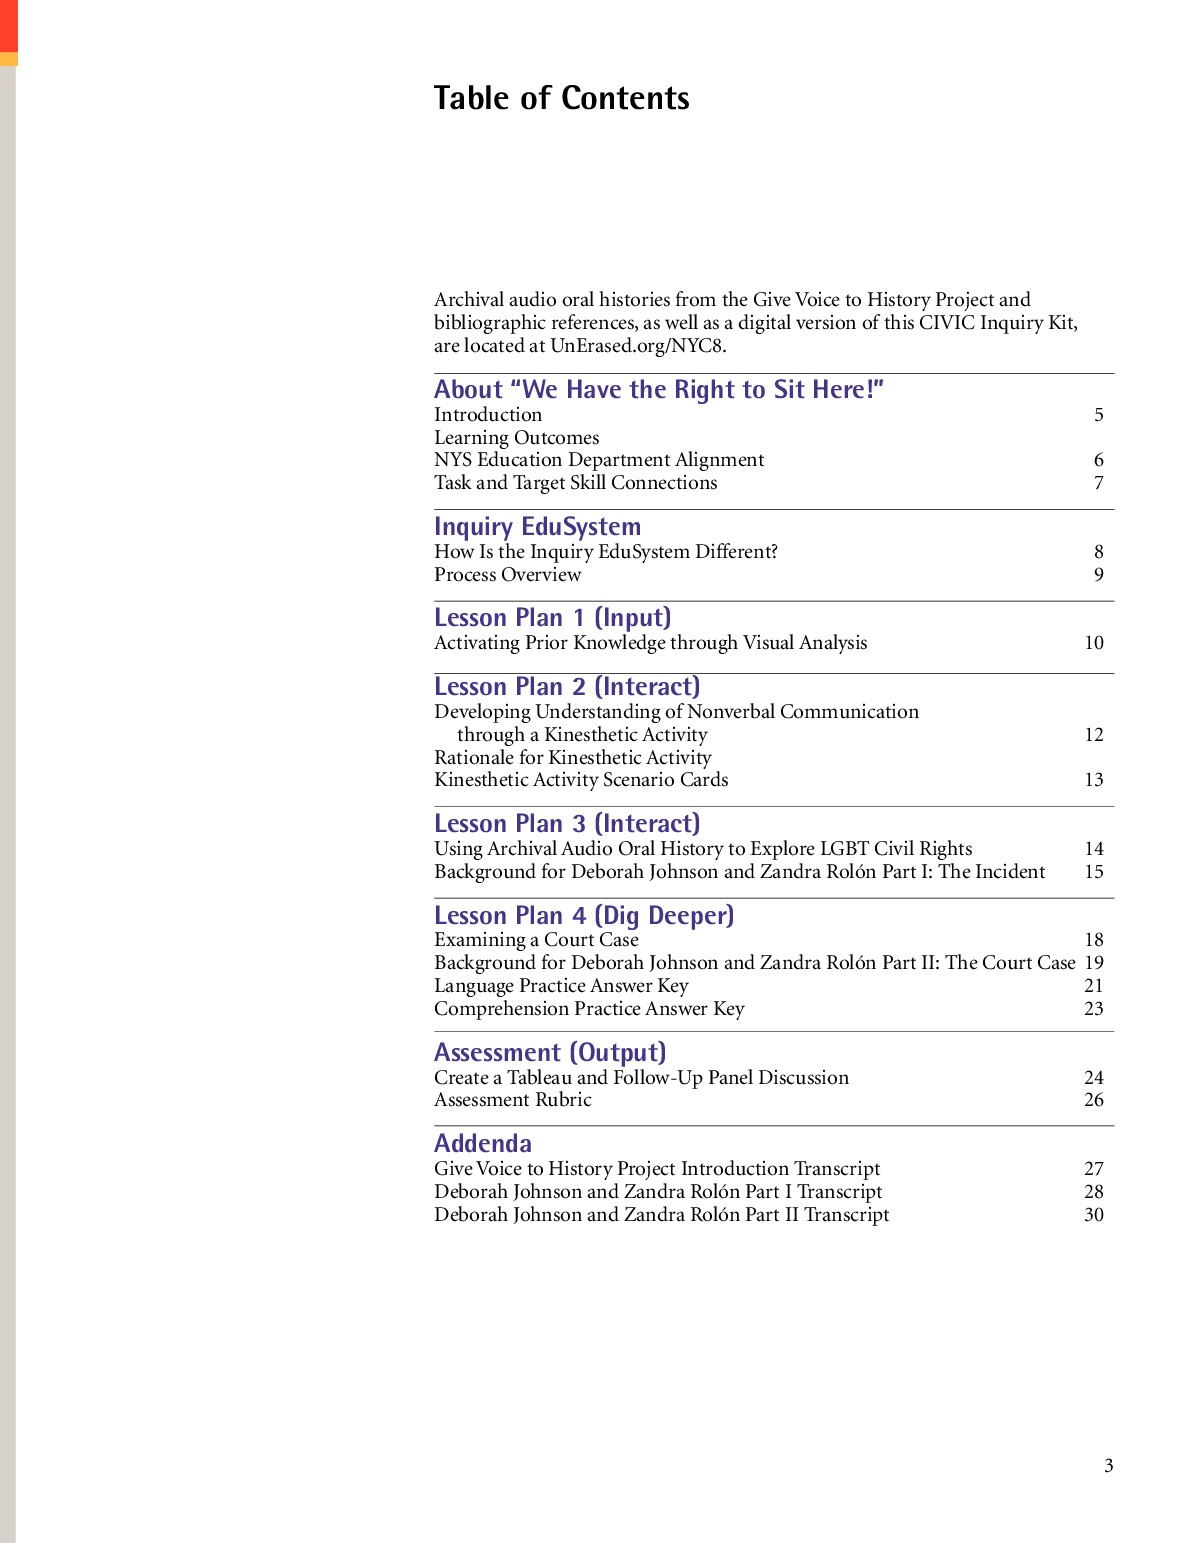 Table of Contents
Archival audio oral histories from the Give Voice to History Project and
bibliographic references, as well as a digital version of this CIVIC Inquiry Kit,
are located at UnErased.org/NYC8.
About “We Have the Right to Sit Here!”
Introduction 5
Learning Outcomes
NYS Education Department Alignment 6
Task and Target Skill Connections 7
Inquiry EduSystem
How Is the Inquiry EduSystem Different? 8
Process Overview 9
Lesson Plan 1 (Input)
Activating Prior Knowledge through Visual Analysis 10
Lesson Plan 2 (Interact)
Developing Understanding of Nonverbal Communication
through a Kinesthetic Activity 12
Rationale for Kinesthetic Activity
Kinesthetic Activity Scenario Cards 13
Lesson Plan 3 (Interact)
Using Archival Audio Oral History to Explore LGBT Civil Rights 14
Background for Deborah Johnson and Zandra Rolón Part I: The Incident 15
Lesson Plan 4 (Dig Deeper)
Examining a Court Case 18
Background for Deborah Johnson and Zandra Rolón Part II: The Court Case 19
Language Practice Answer Key 21
Comprehension Practice Answer Key 23
Assessment (Output)
Create a Tableau and Follow-Up Panel Discussion 24
Assessment Rubric 26
Addenda
Give Voice to History Project Introduction Transcript 27
Deborah Johnson and Zandra Rolón Part I Transcript 28
Deborah Johnson and Zandra Rolón Part II Transcript 30
3